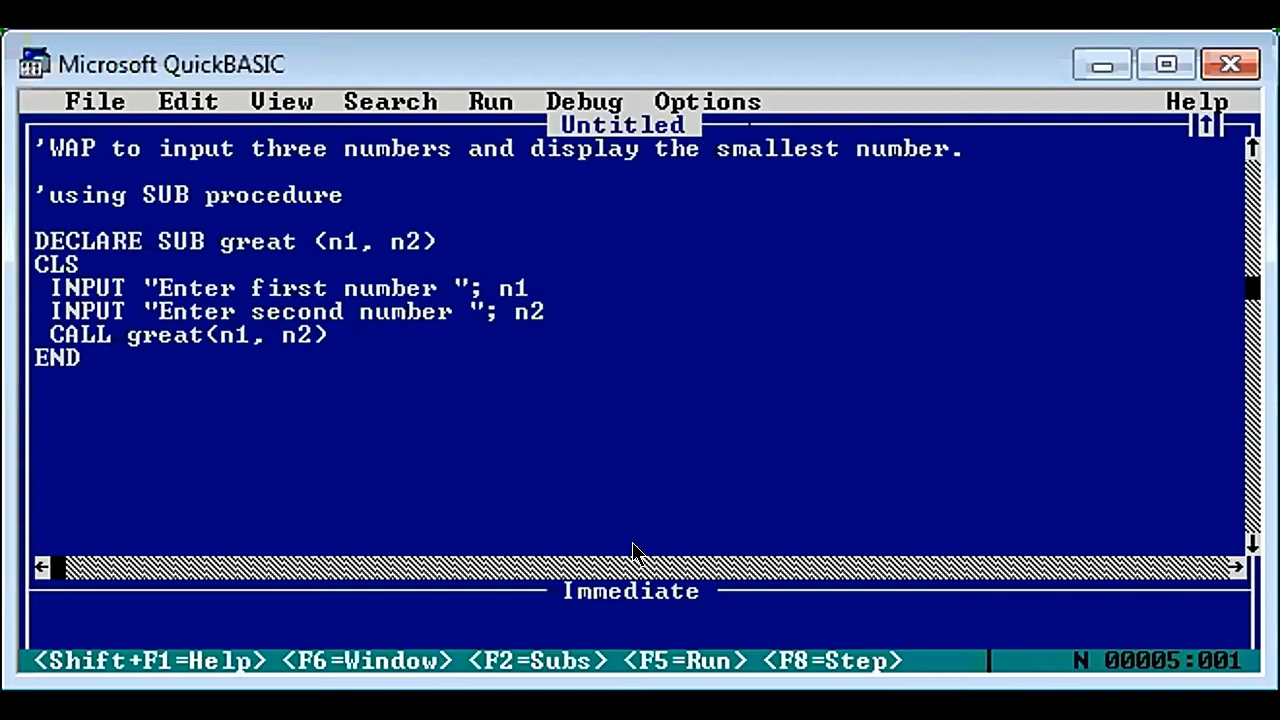 Microsoft QuickBASIC
File Edit View Search Run Debug Options Help
Untitled
'WAP to input three numbers and display the smallest number.
'using SUB procedure
DECLARE SUB great (n1, n2)
CLS
INPUT "Enter first number "; n1
INPUT "Enter second number "; n2
CALL great(n1, n2)
END
Immediate
<Shift+F1=Help> <F6=Window> <F2=Subs> <F5=Run> <F8=Step> N 00005:001